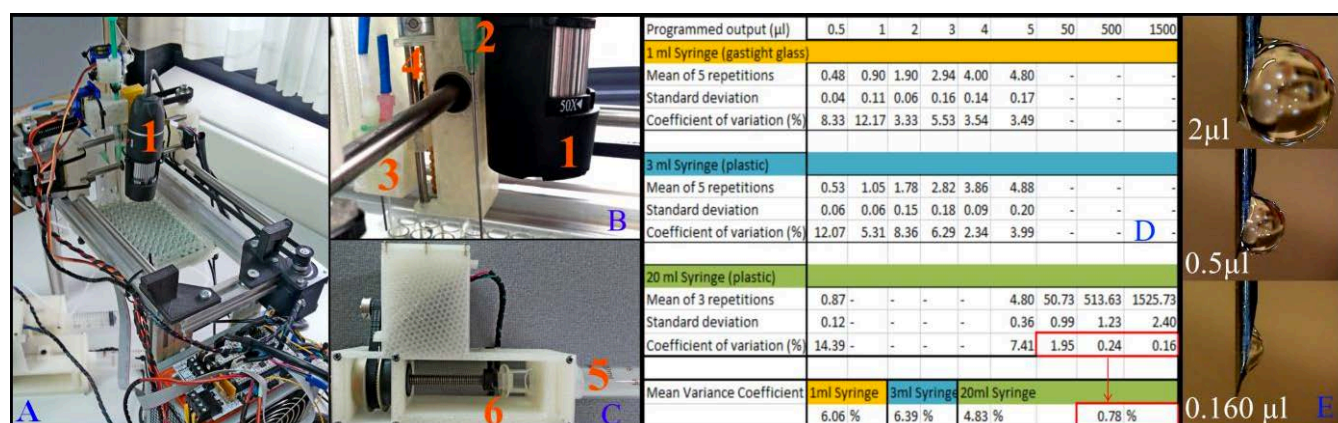 1
A
4
2
50X
3
1
B
5
6
C
Programmed output (µl) 0.5 1 2 3 4 5 50 500 1500
1 ml Syringe (gastight glass)
Mean of 5 repetitions 0.48 0.90 1.90 2.94 4.00 4.80 - - -
Standard deviation 0.04 0.11 0.06 0.16 0.14 0.17 - - -
Coefficient of variation (%) 8.33 12.17 3.33 5.53 3.54 3.49 - - -
3 ml Syringe (plastic)
Mean of 5 repetitions 0.53 1.05 1.78 2.82 3.86 4.88 - - -
Standard deviation 0.06 0.06 0.15 0.18 0.09 0.20 - - -
Coefficient of variation (%) 12.07 5.31 8.36 6.29 2.34 3.99 - - -
D
20 ml Syringe (plastic)
Mean of 3 repetitions 0.87 - - - - 4.80 50.73 513.63 1525.73
Standard deviation 0.12 - - - - 0.36 0.99 1.23 2.40
Coefficient of variation (%) 14.39 - - - - 7.41 1.95 0.24 0.16
Mean Variance Coefficient 1ml Syringe 3ml Syringe 20ml Syringe
6.06 % 6.39 % 4.83 % 0.78 %
2µl
0.5µl
0.160 µl
E